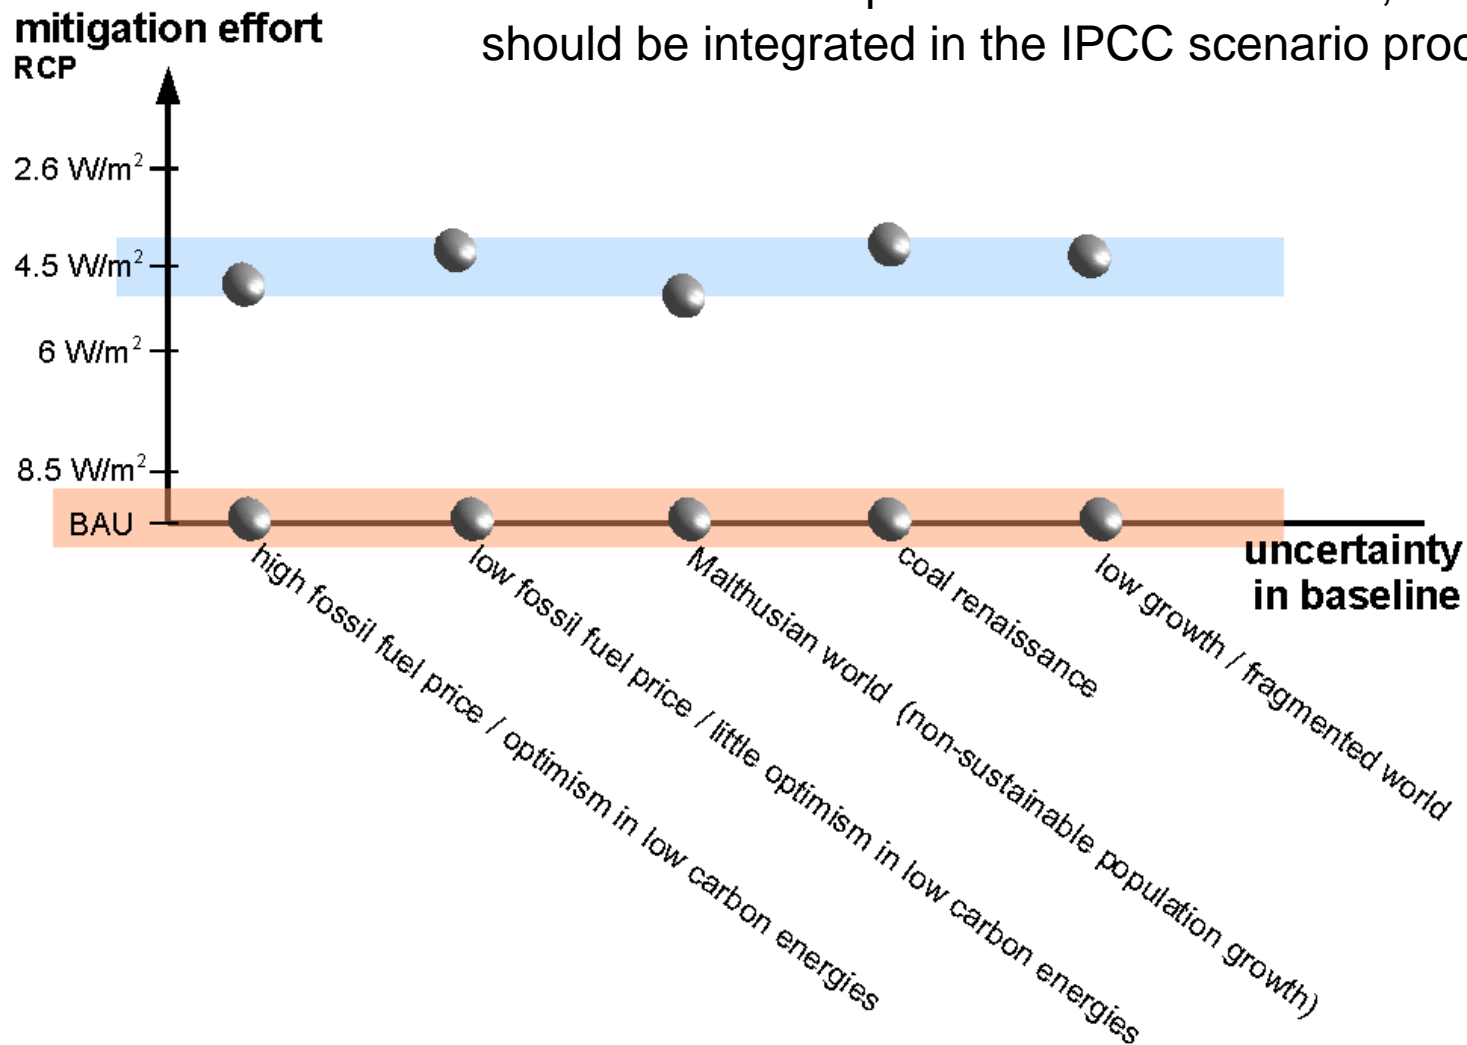 mitigation effort
should be integrated in the IPCC scenario
RCP
2.6 W/m²
4.5 W/m²
6 W/m²
8.5 W/m²
BAU
uncertainty
in baseline
high fossil fuel price / optimism in low carbon energies
low fossil fuel price / little optimism in low carbon energies
Malthusian world (non-sustainable population growth)
coal renaissance
low growth / fragmented world